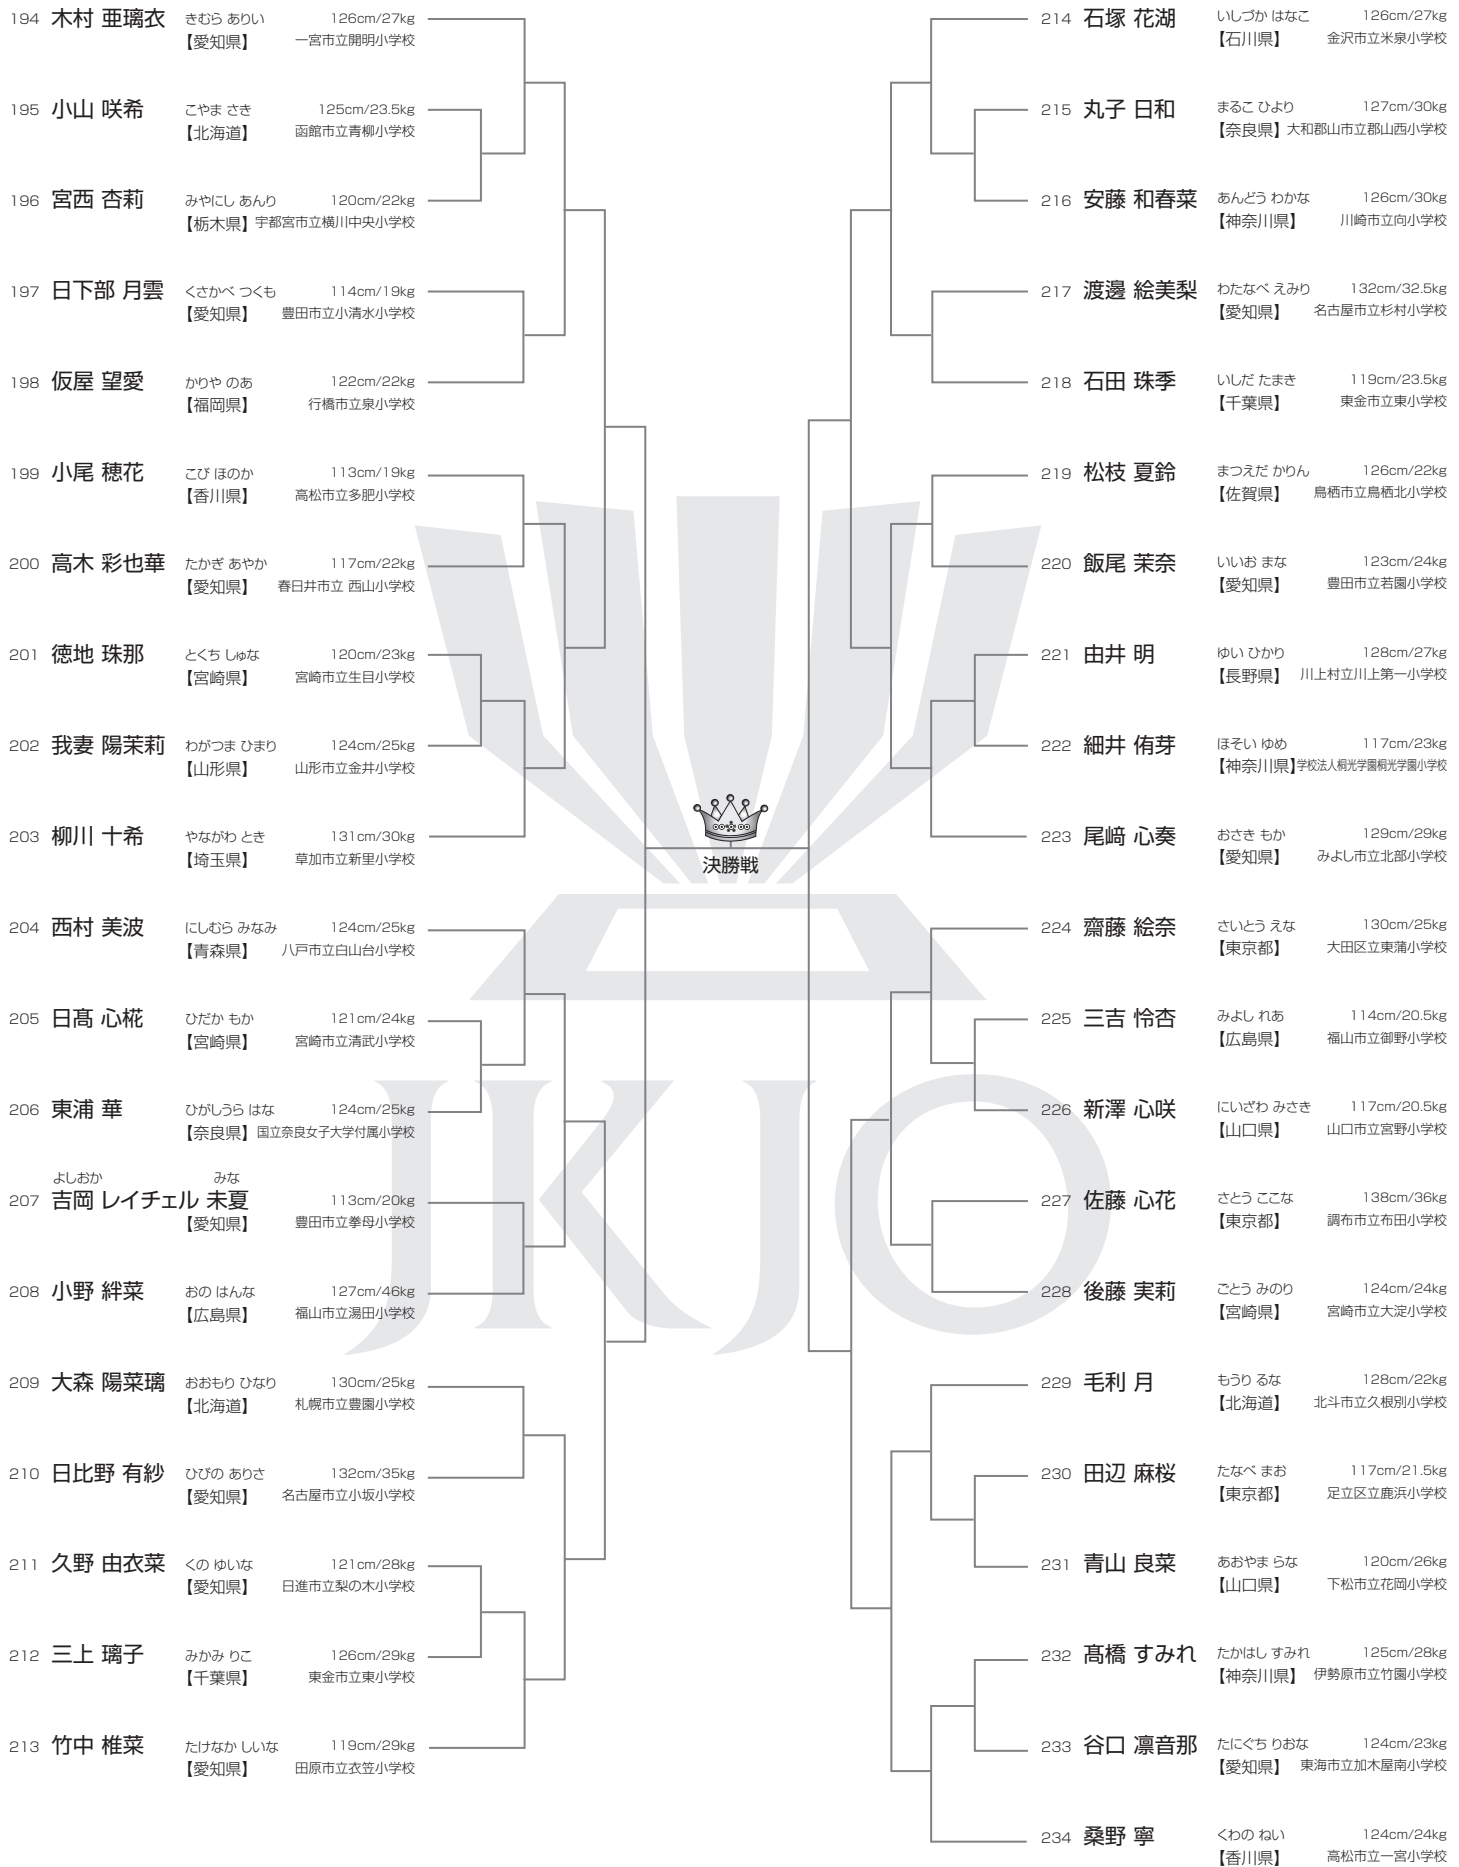 194 木村 亜璃衣 きむら ありい 126cm/27kg
【愛知県】 一宮市立開明小学校
195 小山 咲希 こやま さき 125cm/23.5kg
【北海道】 函館市立青柳小学校
196 宮西 杏莉 みやにし あんり 120cm/22kg
【栃木県】 宇都宮市立横川中央小学校
197 日下部 月雲 くさかべ つくも 114cm/19kg
【愛知県】 豊田市立小清水小学校
198 仮屋 望愛 かりや のあ 122cm/22kg
【福岡県】 行橋市立泉小学校
199 小尾 穂花 こび ほのか 113cm/19kg
【香川県】 高松市立多肥小学校
200 高木 彩也華 たかぎ あやか 117cm/22kg
【愛知県】 春日井市立 西山小学校
201 徳地 珠那 とくち しゅな 120cm/23kg
【宮崎県】 宮崎市立生目小学校
202 我妻 陽茉莉 わがつま ひまり 124cm/25kg
【山形県】 山形市立金井小学校
203 柳川 十希 やながわ とき 131cm/30kg
【埼玉県】 草加市立新里小学校
204 西村 美波 にしむら みなみ 124cm/25kg
【青森県】 八戸市立白山台小学校
205 日髙 心椛 ひだか もか 121cm/24kg
【宮崎県】 宮崎市立清武小学校
206 東浦 華 ひがしうら はな 124cm/25kg
【奈良県】 国立奈良女子大学付属小学校
よしおか みな
207 吉岡 レイチェル 未夏 113cm/20kg
【愛知県】 豊田市立挙母小学校
208 小野 絆菜 おの はんな 127cm/46kg
【広島県】 福山市立湯田小学校
209 大森 陽菜璃 おおもり ひなり 130cm/25kg
【北海道】 札幌市立豊園小学校
210 日比野 有紗 ひびの ありさ 132cm/35kg
【愛知県】 名古屋市立小坂小学校
211 久野 由衣菜 くの ゆいな 121cm/28kg
【愛知県】 日進市立梨の木小学校
212 三上 璃子 みかみ りこ 126cm/29kg
【千葉県】 東金市立東小学校
213 竹中 椎菜 たけなか しいな 119cm/29kg
【愛知県】 田原市立衣笠小学校
決勝戦
JKJO
214 石塚 花湖 いしづか はなこ 126cm/27kg
【石川県】 金沢市立米泉小学校
215 丸子 日和 まるこ ひより 127cm/30kg
【奈良県】 大和郡山市立郡山西小学校
216 安藤 和春菜 あんどう わかな 126cm/30kg
【神奈川県】 川崎市立向小学校
217 渡邊 絵美梨 わたなべ えみり 132cm/32.5kg
【愛知県】 名古屋市立杉村小学校
218 石田 珠季 いしだ たまき 119cm/23.5kg
【千葉県】 東金市立東小学校
219 松枝 夏鈴 まつえだ かりん 126cm/22kg
【佐賀県】 鳥栖市立鳥栖北小学校
220 飯尾 茉奈 いいお まな 123cm/24kg
【愛知県】 豊田市立若園小学校
221 由井 明 ゆい ひかり 128cm/27kg
【長野県】 川上村立川上第一小学校
222 細井 侑芽 ほそい ゆめ 117cm/23kg
【神奈川県】学校法人桐光学園桐光学園小学校
223 尾﨑 心奏 おさき もか 129cm/29kg
【愛知県】 みよし市立北部小学校
224 齋藤 絵奈 さいとう えな 130cm/25kg
【東京都】 大田区立東蒲小学校
225 三吉 怜杏 みよし れあ 114cm/20.5kg
【広島県】 福山市立御野小学校
226 新澤 心咲 にいざわ みさき 117cm/20.5kg
【山口県】 山口市立宮野小学校
227 佐藤 心花 さとう ここな 138cm/36kg
【東京都】 調布市立布田小学校
228 後藤 実莉 ごとう みのり 124cm/24kg
【宮崎県】 宮崎市立大淀小学校
229 毛利 月 もうり るな 128cm/22kg
【北海道】 北斗市立久根別小学校
230 田辺 麻桜 たなべ まお 117cm/21.5kg
【東京都】 足立区立鹿浜小学校
231 青山 良菜 あおやま らな 120cm/26kg
【山口県】 下松市立花岡小学校
232 髙橋 すみれ たかはし すみれ 125cm/28kg
【神奈川県】 伊勢原市立竹園小学校
233 谷口 凛音那 たにぐち りおな 124cm/23kg
【愛知県】 東海市立加木屋南小学校
234 桑野 寧 くわの ねい 124cm/24kg
【香川県】 高松市立一宮小学校